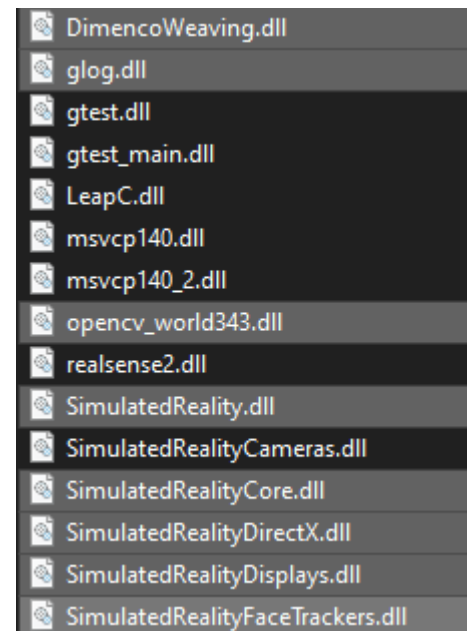 DimencoWeaving.dll
glog.dll
gtest.dll
gtest_main.dll
LeapC.dll
msvcp140.dll
msvcp140_2.dll
opencv_world343.dll
realsense2.dll
SimulatedReality.dll
SimulatedRealityCameras.dll
SimulatedRealityCore.dll
SimulatedRealityDirectX.dll
SimulatedRealityDisplays.dll
SimulatedRealityFaceTrackers.dll